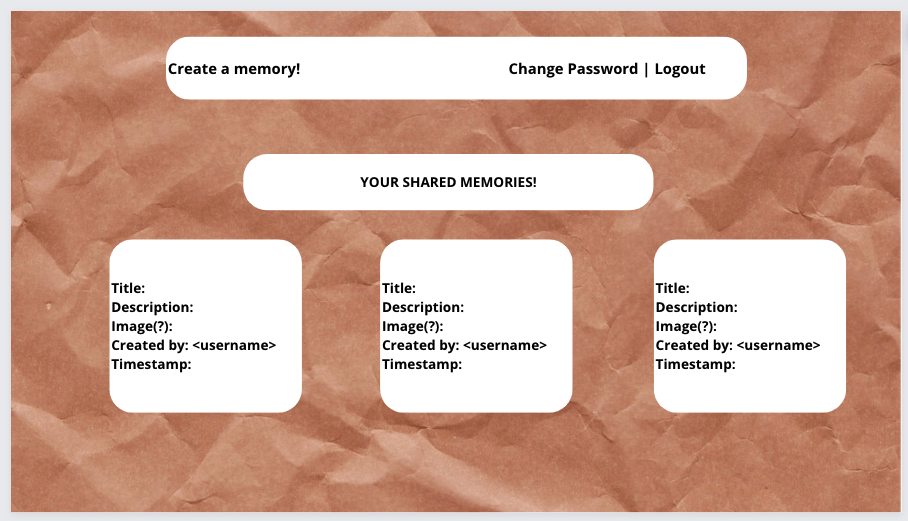 Create a memory! Change Password | Logout
YOUR SHARED MEMORIES!
Title:
Description:
Image(?):
Created by: <username>
Timestamp:
Title:
Description:
Image(?):
Created by: <username>
Timestamp:
Title:
Description:
Image(?):
Created by: <username>
Timestamp: